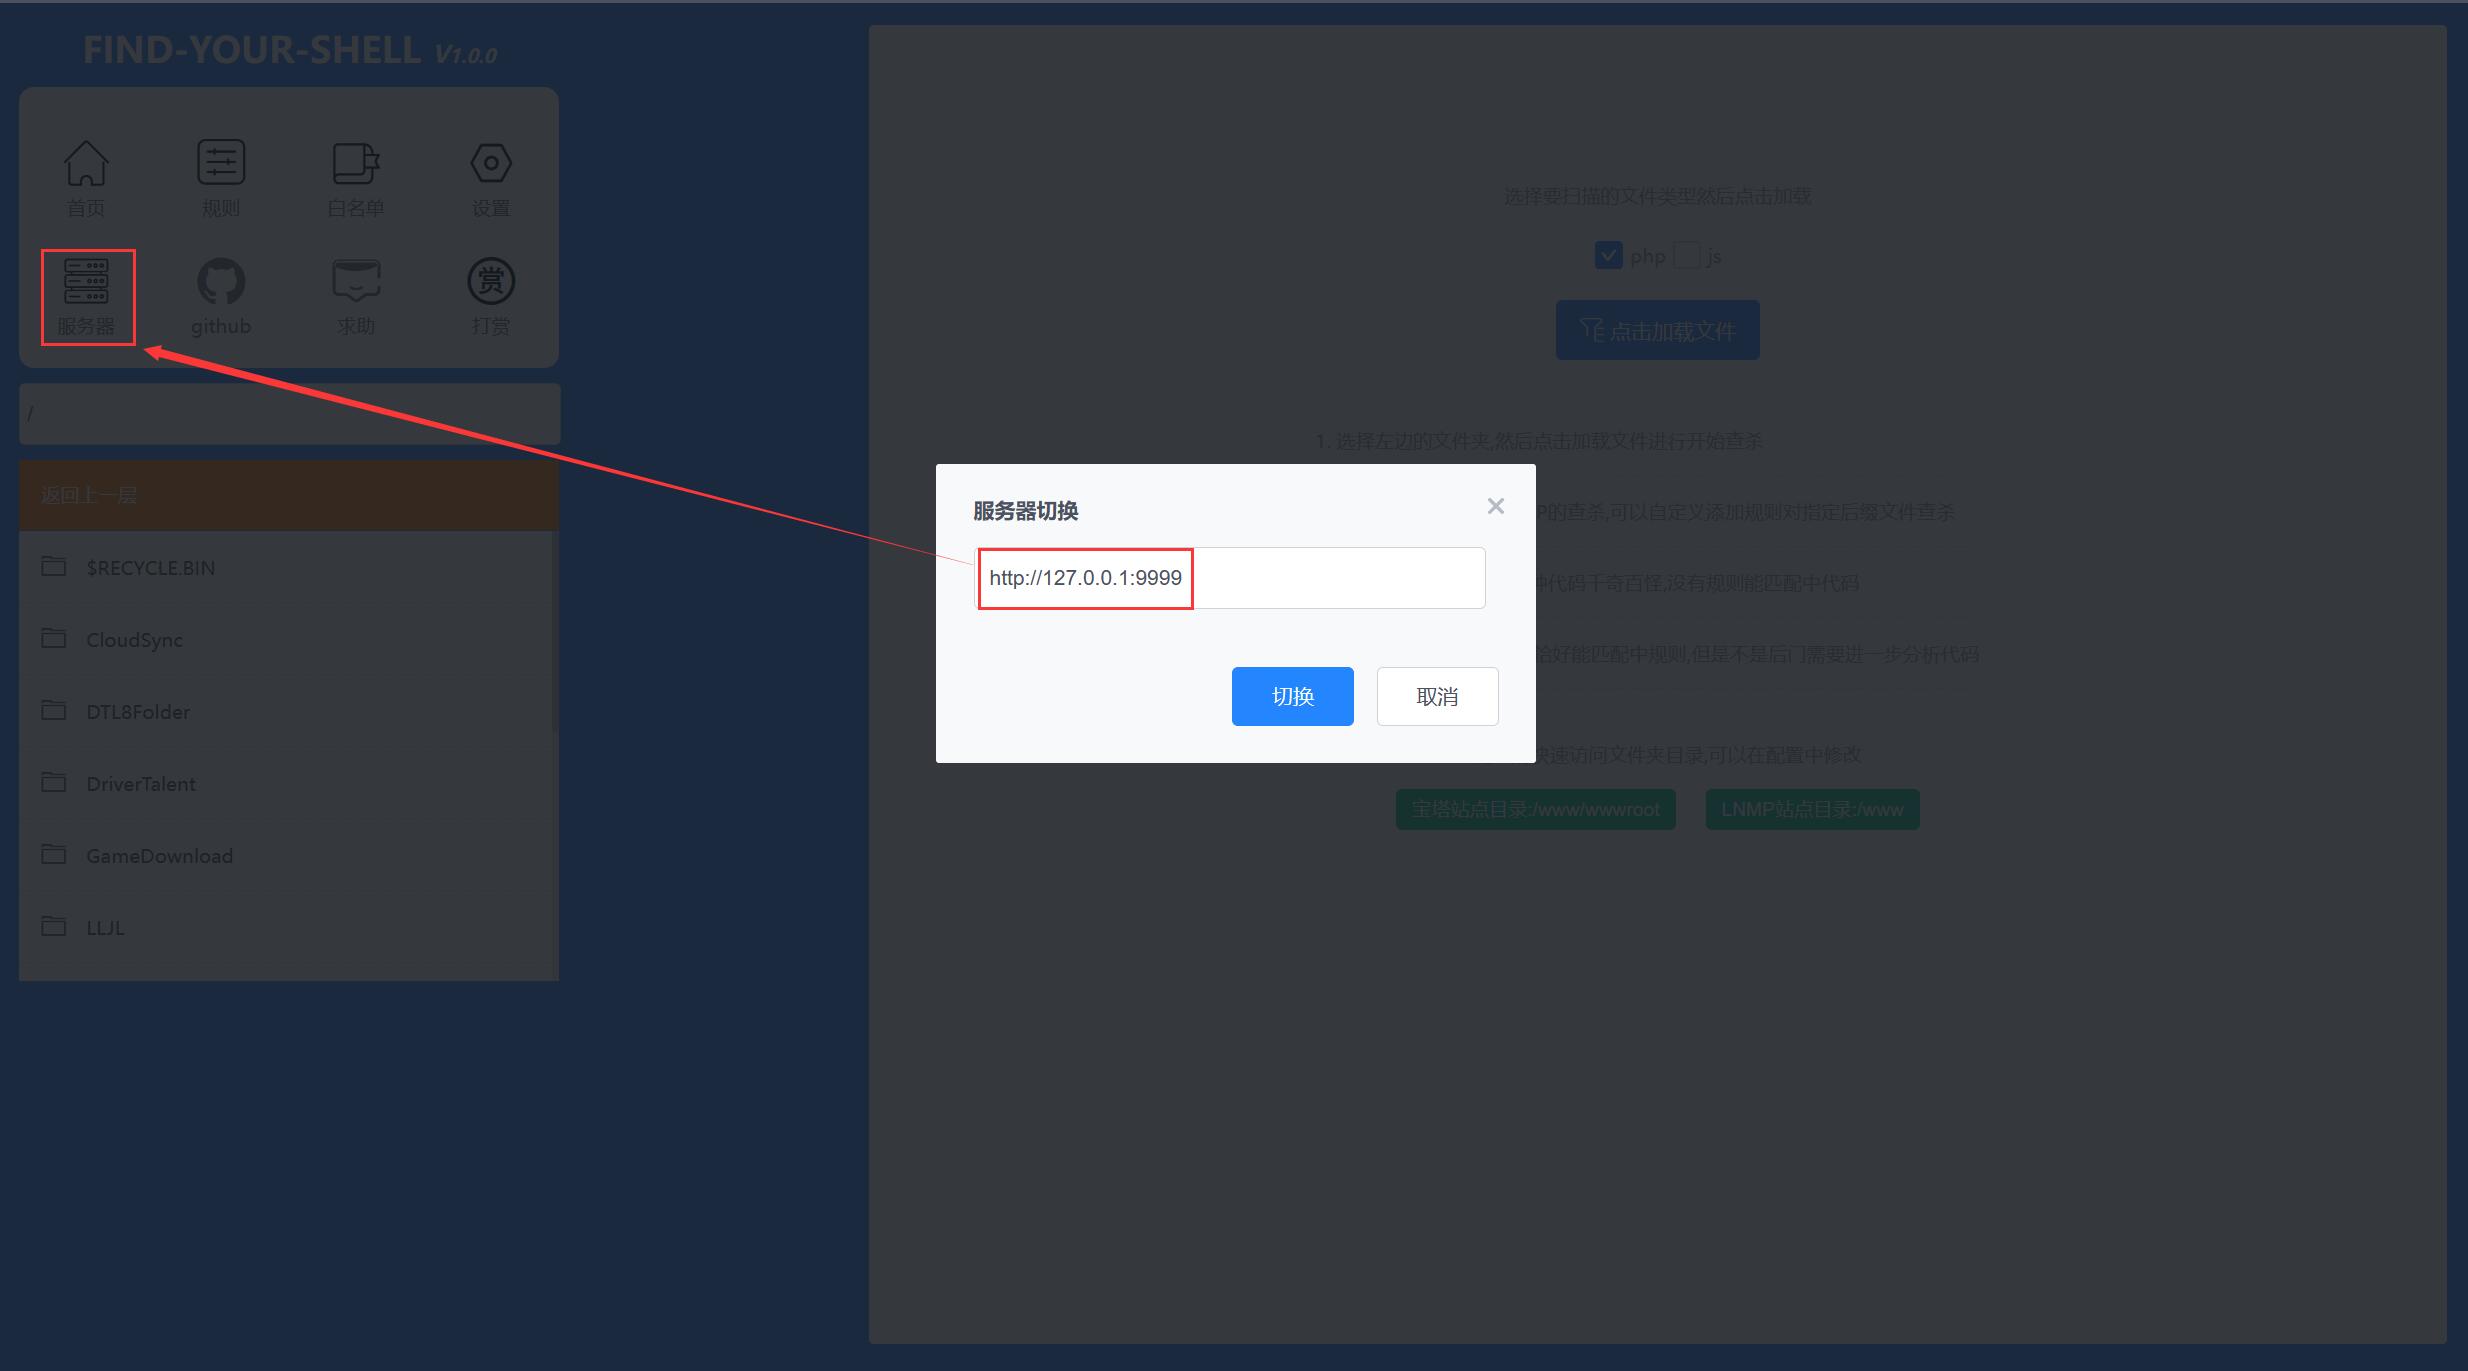 FIND-YOUR-SHELL V1.0.0
首页
规则
白名单
设置
服务器
github
求助
赏
打赏
/
返回上一层
$RECYCLE.BIN
CloudSync
DTL8Folder
DriverTalent
GameDownload
LLJL
选择要扫描的文件类型然后点击加载
php js
点击加载文件
1. 选择左边的文件夹,然后点击加载文件进行开始查杀
的查杀,可以自定义添加规则对指定后缀文件查杀
代码千奇百怪,没有规则能匹配中代码
恰好能匹配中规则,但是不是后门需要进一步分析代码
快速访问文件夹目录,可以在配置中修改
宝塔站点目录:/www/wwwroot
LNMP站点目录:/www
服务器切换
http://127.0.0.1:9999
切换
取消